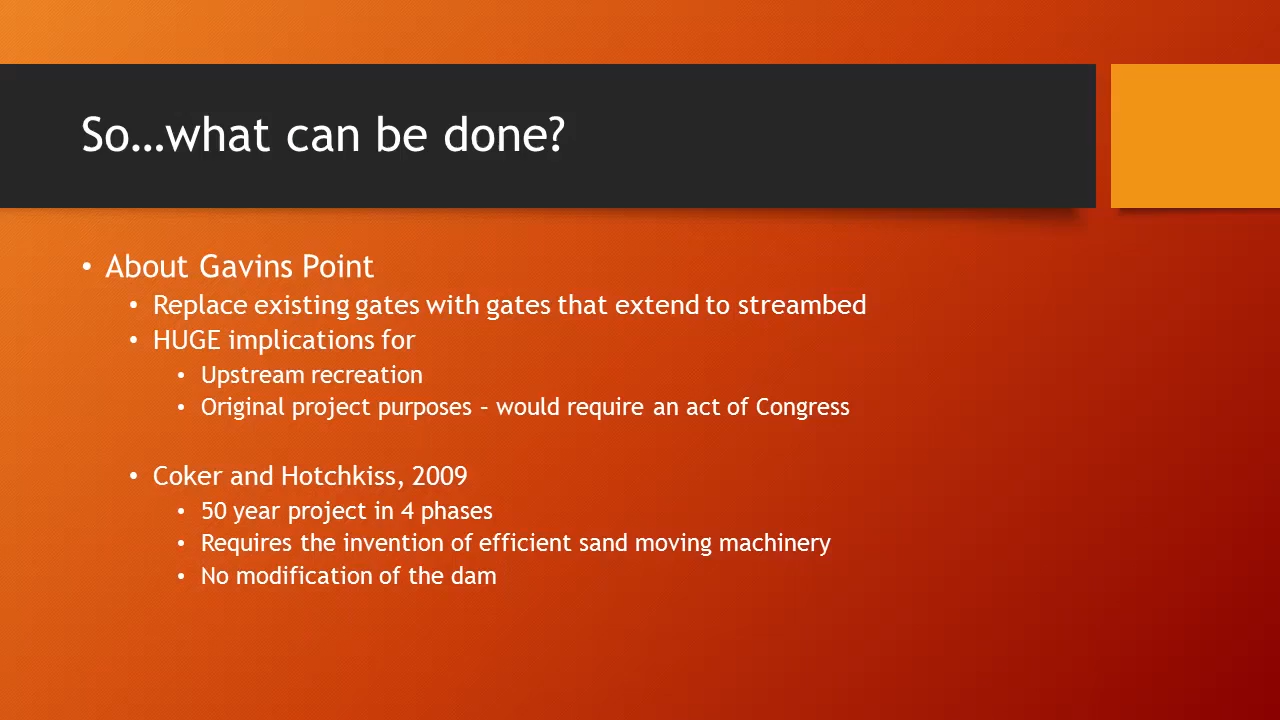 So…what can be done?
• About Gavins Point
• Replace existing gates with gates that extend to streambed
• HUGE implications for
• Upstream recreation
• Original project purposes – would require an act of Congress
• Coker and Hotchkiss, 2009
• 50 year project in 4 phases
• Requires the invention of efficient sand moving machinery
• No modification of the dam